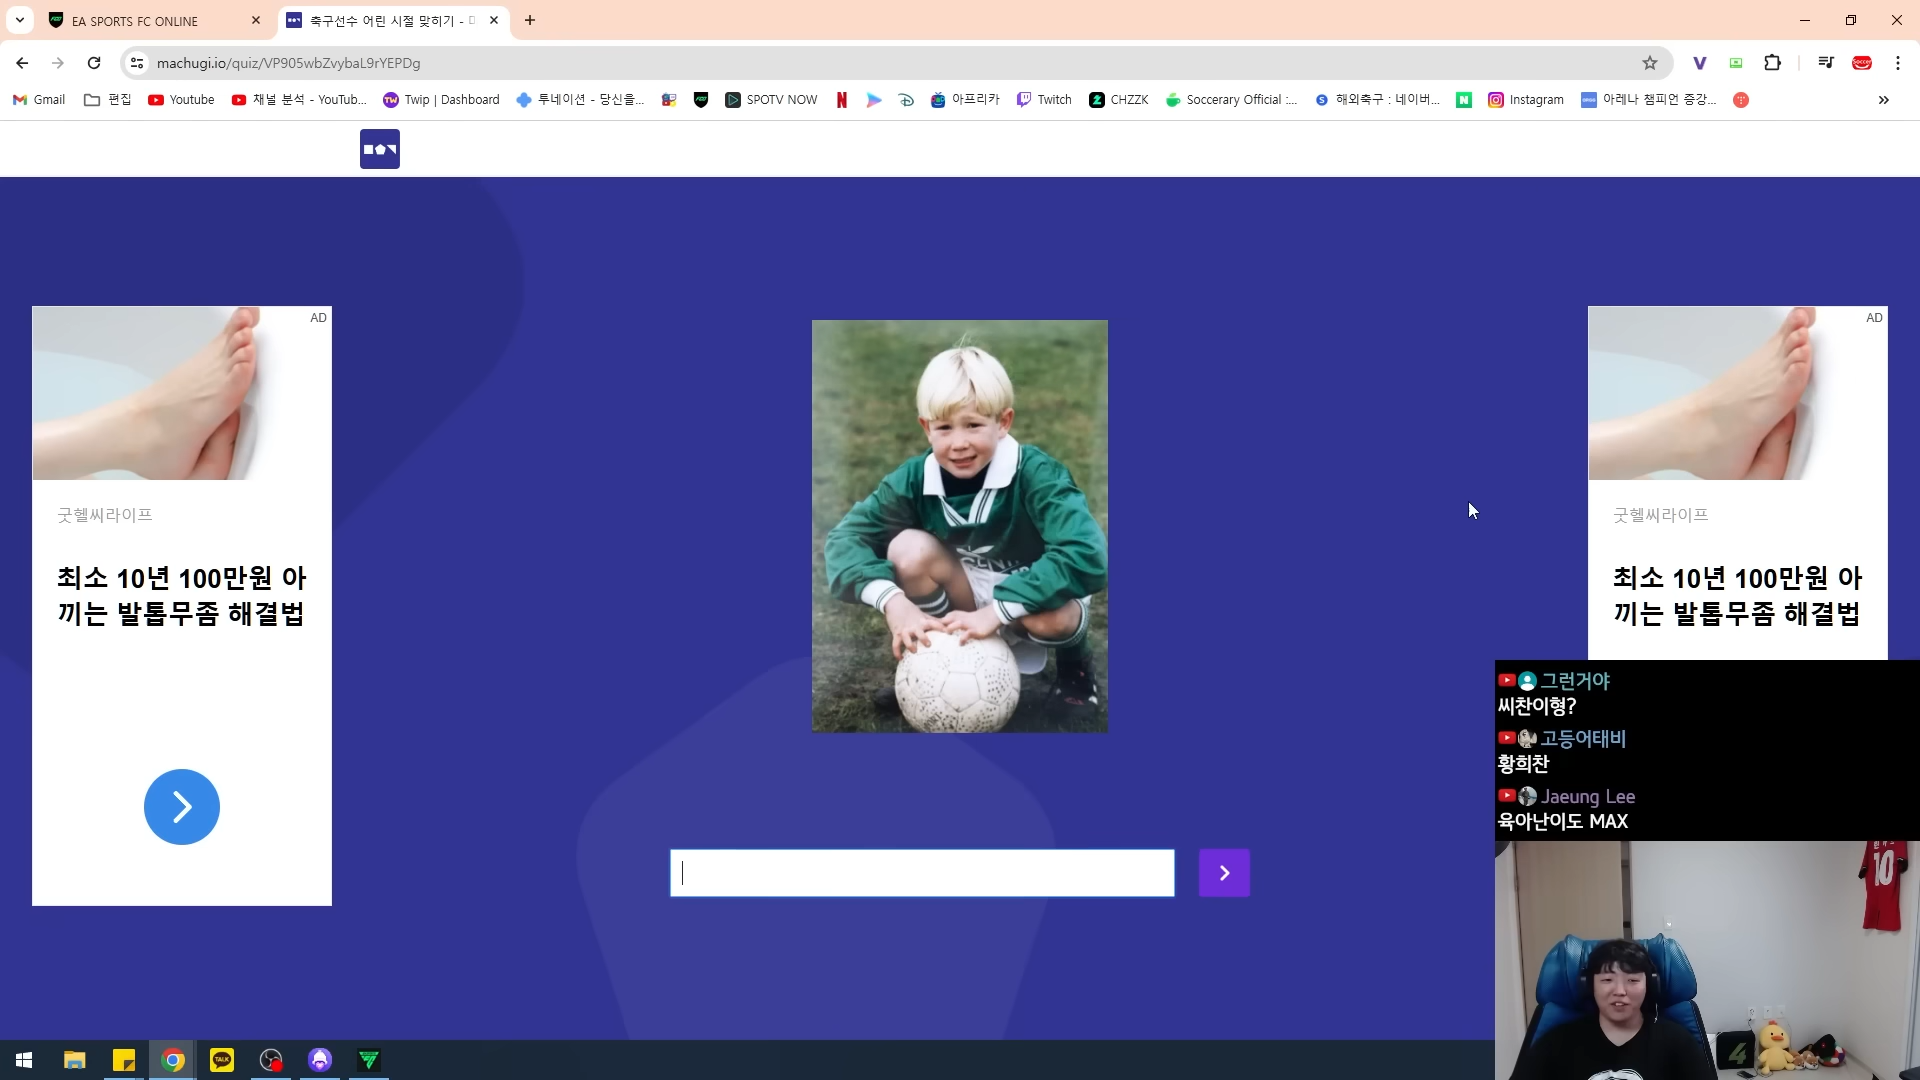 EA SPORTS FC ONLINE
축구선수 어린 시절 맞히기 -
machugi.io/quiz/VP905wbZvybaL9rYEPDg
Gmail
편집
Youtube
채널 분석 - YouTub...
Twip | Dashboard
투네이션 - 당신을...
SPOTV NOW
아프리카
Twitch
CHZZK
Soccerary Official :...
해외축구 : 네이버...
Instagram
아레나 챔피언 증강...
AD
굿헬씨라이프
최소 10년 100만원 아
끼는 발톱무좀 해결법
AD
굿헬씨라이프
최소 10년 100만원 아
끼는 발톱무좀 해결법
그런거야
씨찬이형?
고등어태비
황희찬
Jaeung Lee
육아난이도 MAX
10
TALK